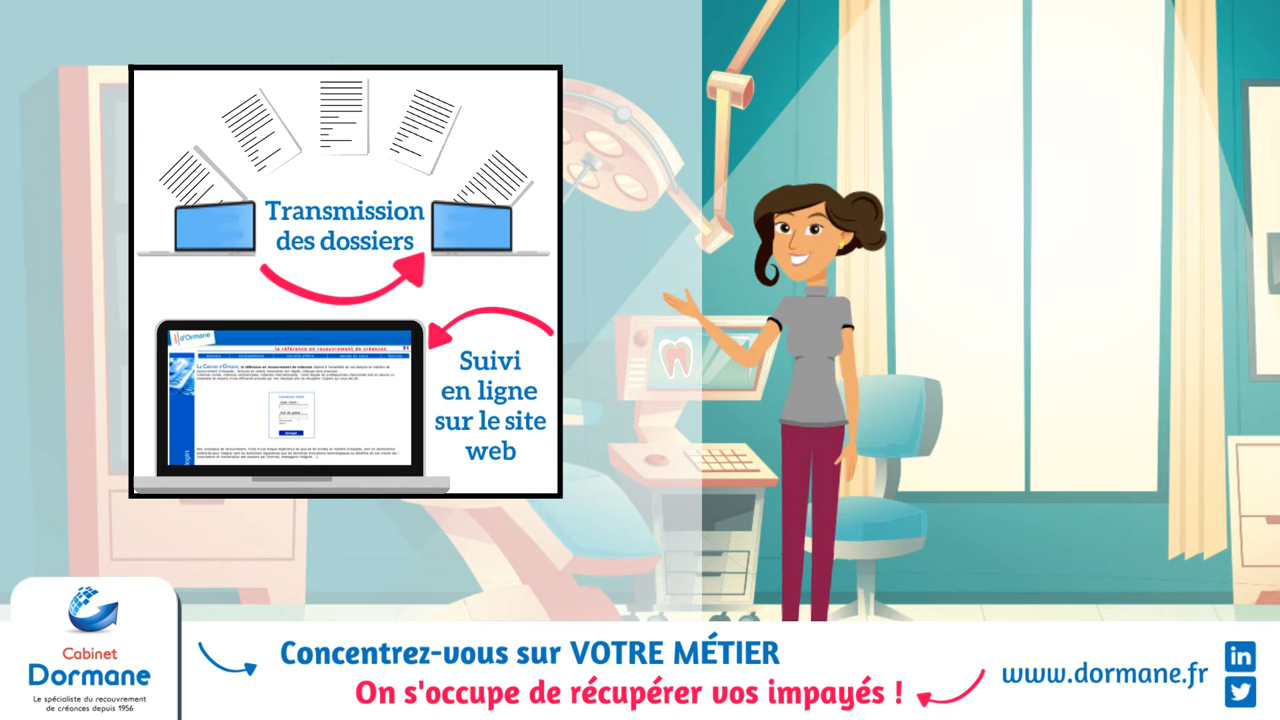 Transmission
des dossiers
d'Ormane
la référence en recouvrement de créances
Suivi
en ligne
sur le site
web
login
Cabinet
Dormane
Le spécialiste du recouvrement
de créances depuis 1956
Concentrez-vous sur VOTRE MÉTIER
On s'occupe de récupérer vos impayés !
www.dormane.fr
in